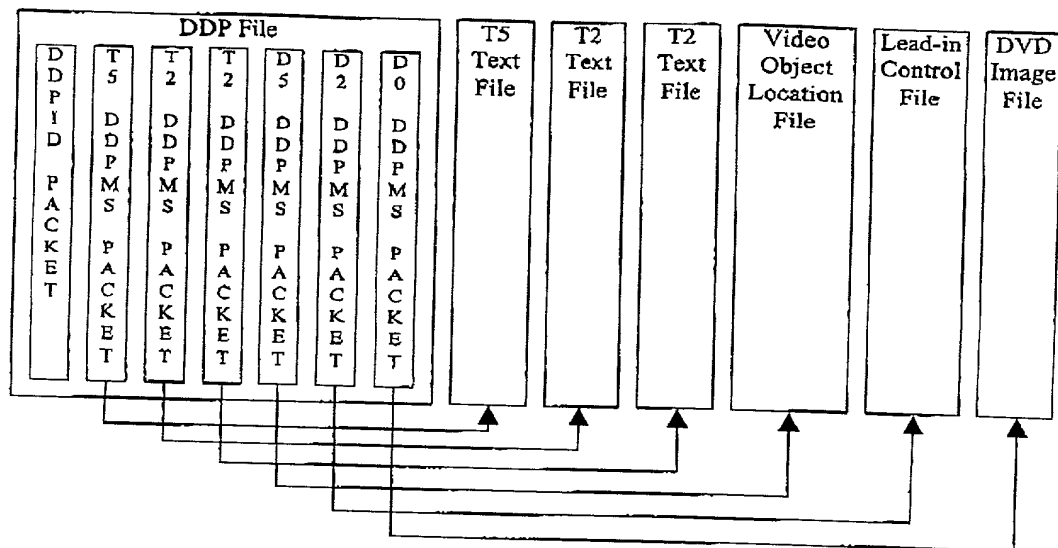 DDP File
DDPID PACKET
T5 DDPMS PACKET
T2 DDPMS PACKET
T2 DDPMS PACKET
D5 DDPMS PACKET
D2 DDPMS PACKET
D0 DDPMS PACKET
T5
Text
File
T2
Text
File
T2
Text
File
Video
Object
Location
File
Lead-in
Control
File
DVD
Image
File